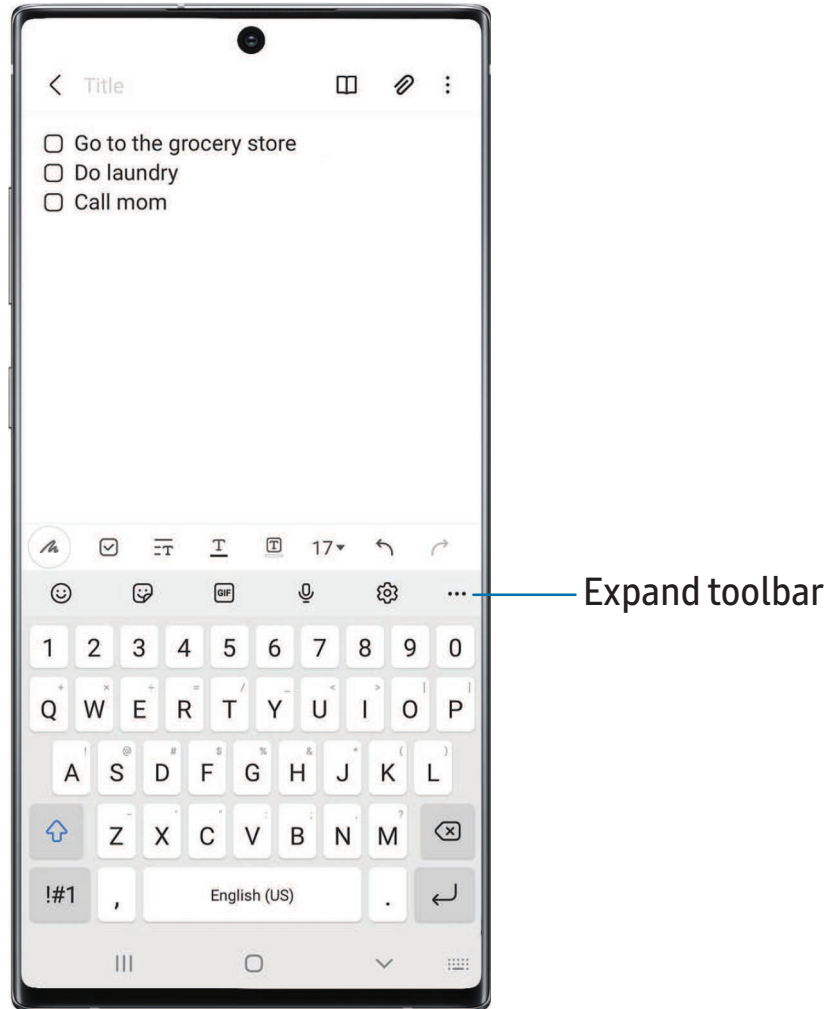 Title
Go to the grocery store
Do laundry
Call mom
T T T 17
GIF
Expand toolbar
1 2 3 4 5 6 7 8 9 0
+ × ÷ = / _ < >
Q W E R T Y U I O P
! @ # $ % & * ( )
A S D F G H J K L
- ' " : ; , ?
Z X C V B N M
!#1 , English (US) .